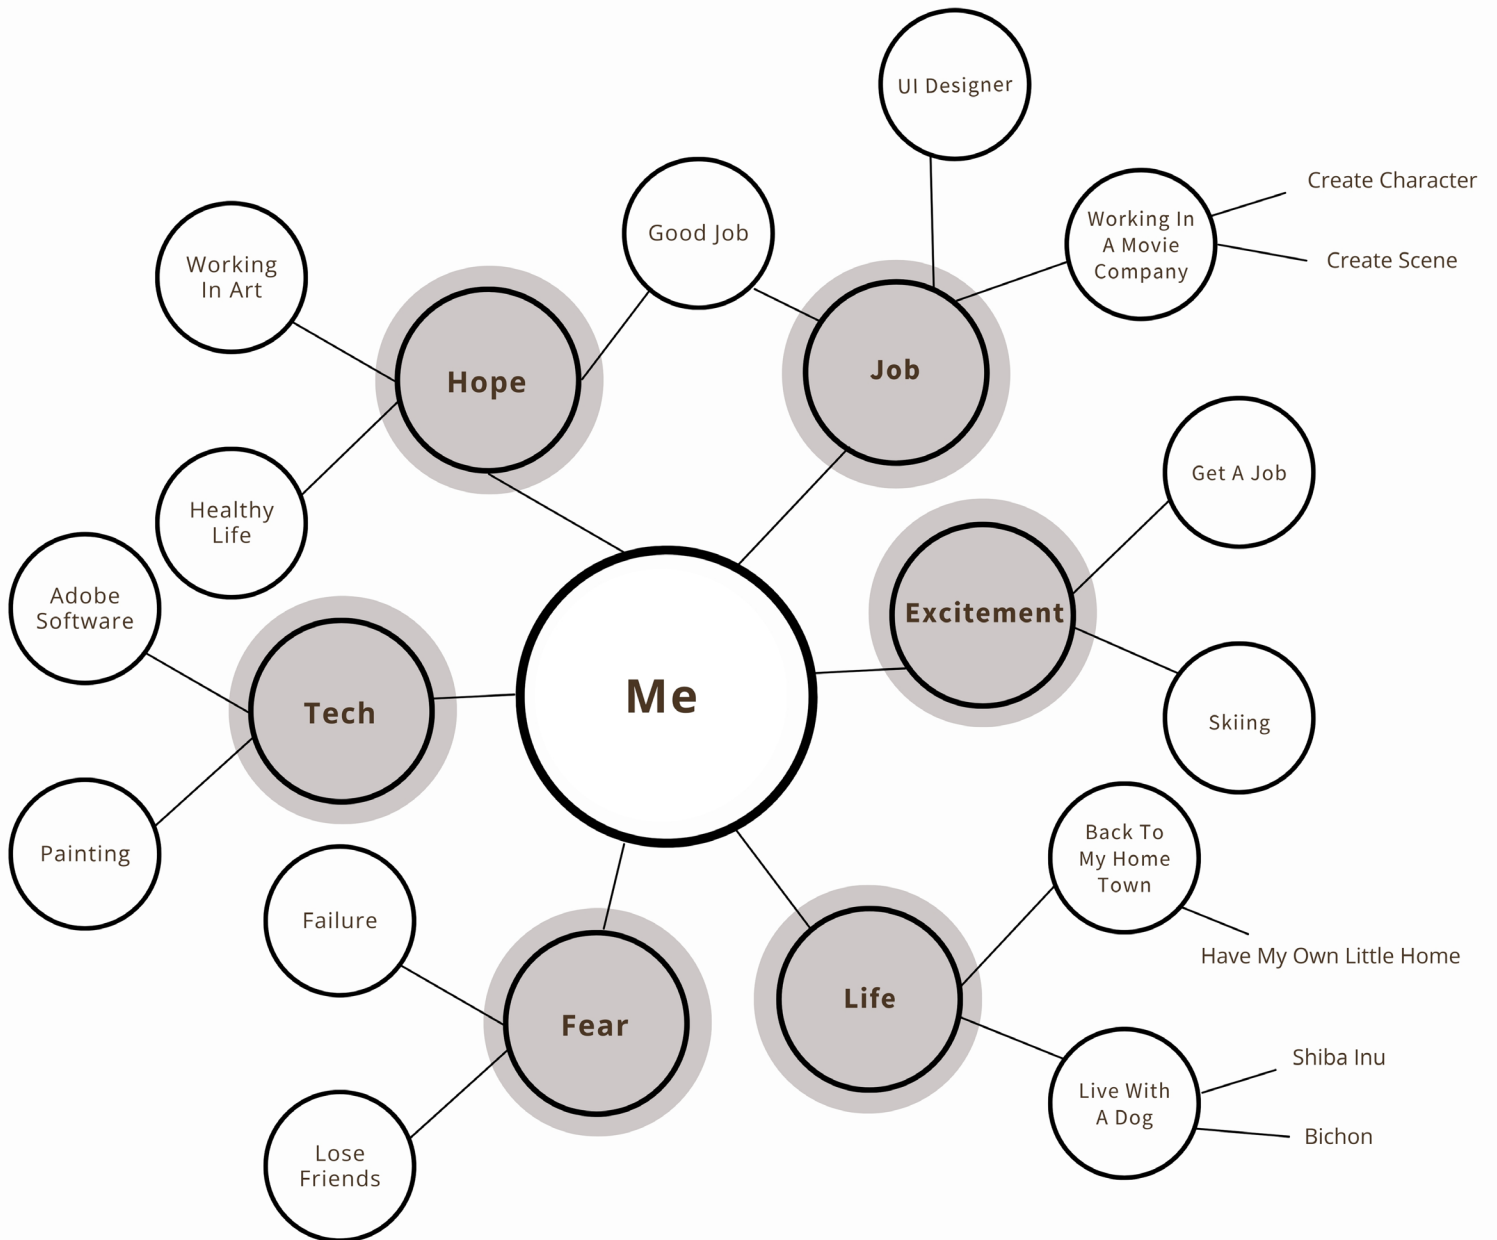 UI Designer
Create Character
Working In
A Movie
Company
Create Scene
Good Job
Working
In Art
Hope
Job
Get A Job
Healthy
Life
Adobe
Software
Excitement
Me
Tech
Skiing
Painting
Back To
My Home
Town
Failure
Have My Own Little Home
Life
Fear
Shiba Inu
Live With
A Dog
Bichon
Lose
Friends